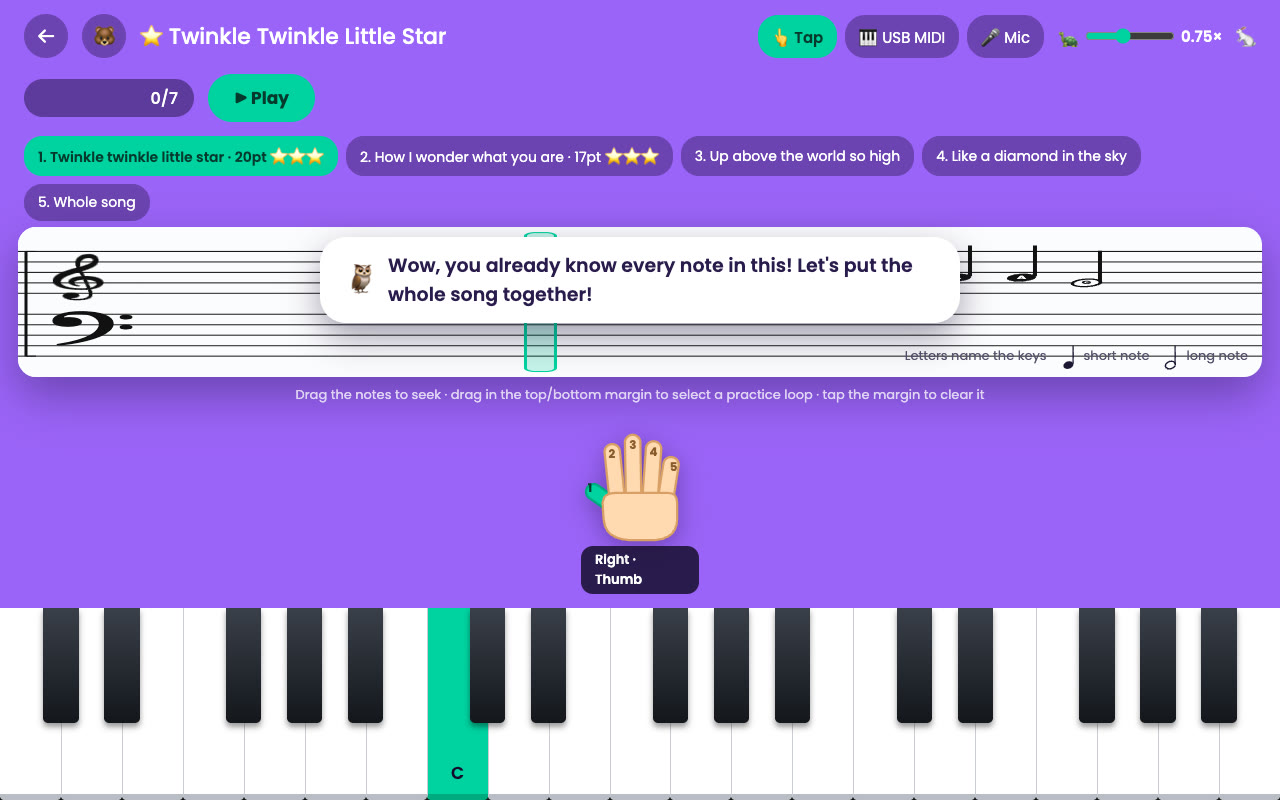 Twinkle Twinkle Little Star
Tap
USB MIDI
Mic
0.75×
0/7
Play
1. Twinkle twinkle little star · 20pt
2. How I wonder what you are · 17pt
3. Up above the world so high
4. Like a diamond in the sky
5. Whole song
Wow, you already know every note in this! Let's put the
whole song together!
Letters name the keys
short note
long note
Drag the notes to seek · drag in the top/bottom margin to select a practice loop · tap the margin to clear it
1
2
3
4
5
Right ·
Thumb
C